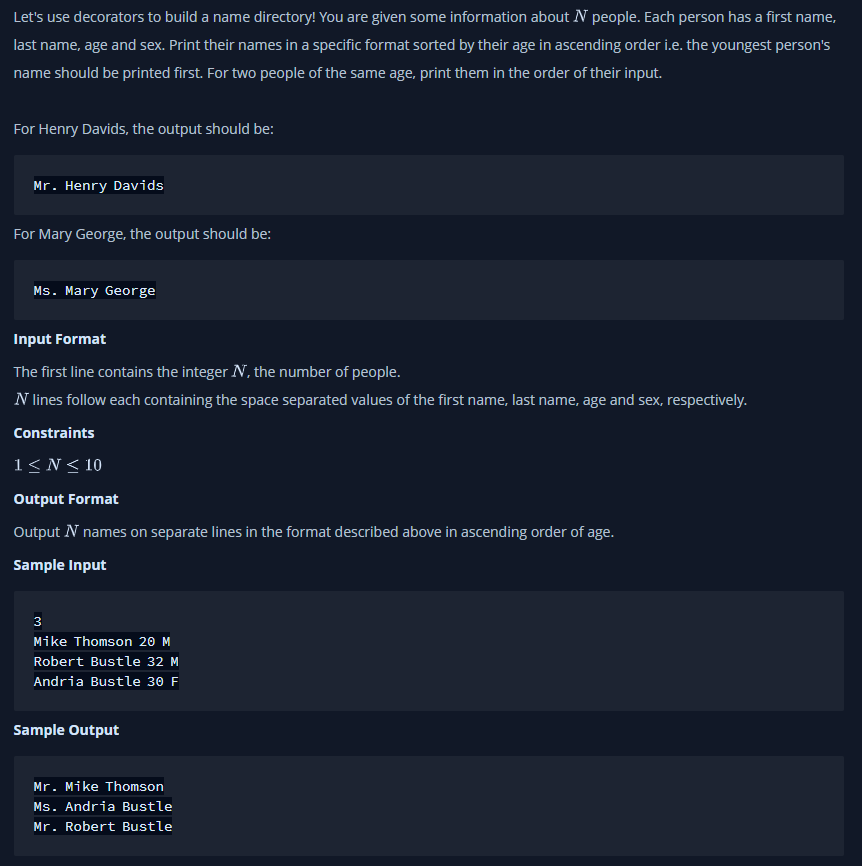 Let's use decorators to build a name directory! You are given some information about N people. Each person has a first name,
last name, age and sex. Print their names in a specific format sorted by their age in ascending order i.e. the youngest person's
name should be printed first. For two people of the same age, print them in the order of their input.
For Henry Davids, the output should be:
Mr. Henry Davids
For Mary George, the output should be:
Ms. Mary George
Input Format
The first line contains the integer N, the number of people.
N lines follow each containing the space separated values of the first name, last name, age and sex, respectively.
Constraints
1 ≤ N ≤ 10
Output Format
Output N names on separate lines in the format described above in ascending order of age.
Sample Input
3
Mike Thomson 20 M
Robert Bustle 32 M
Andria Bustle 30 F
Sample Output
Mr. Mike Thomson
Ms. Andria Bustle
Mr. Robert Bustle